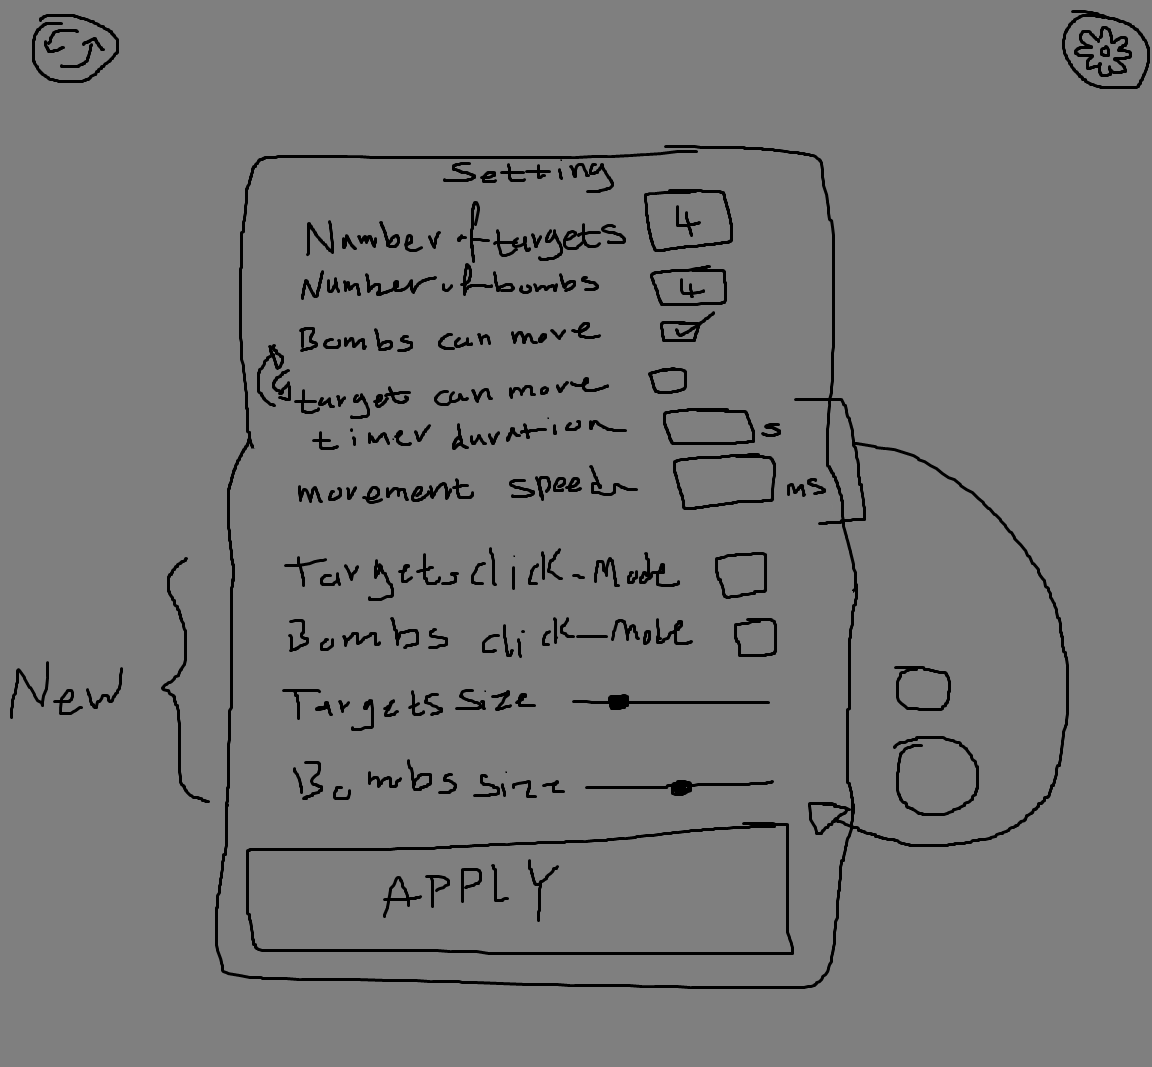 Setting
Number of targets 4
Number of bombs 4
Bombs can move
target can move
timer duration s
movement speed ms
Targets click-Mode
Bombs click-Mode
New
Targets size
Bombs size
APPLY